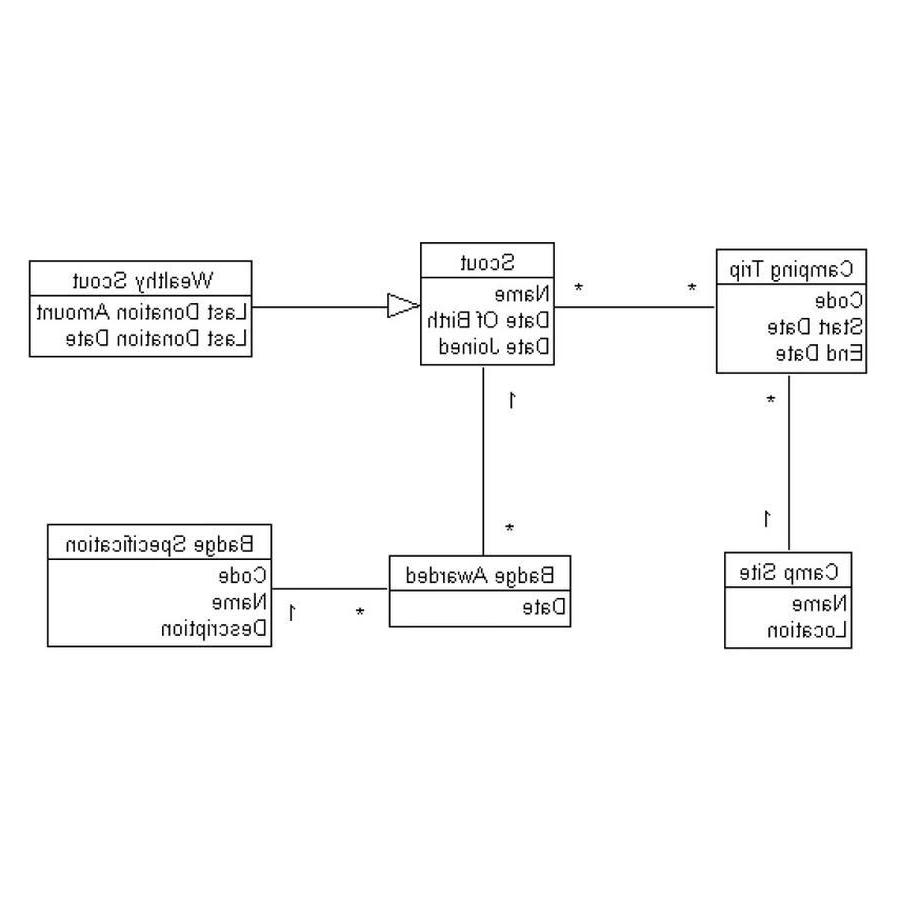 Wealthy Scout
Last Donation Amount
Last Donation Date
Scout
Name
Date Of Birth
Date Joined
* *
Camping Trip
Code
Start Date
End Date
1
*
*
1
Badge Specification
Code
Name
Description
1 *
Badge Awarded
Date
Camp Site
Name
Location